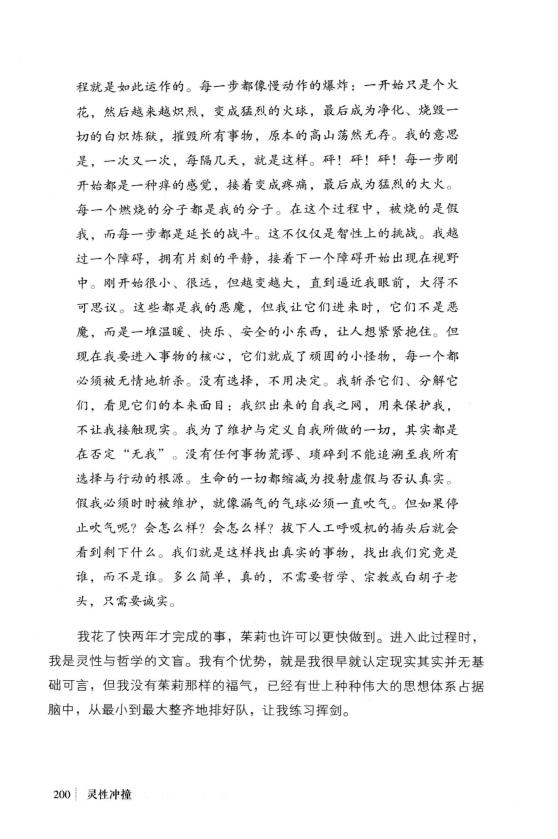 程就是如此运作的。每一步都像慢动作的爆炸：一开始只是个火
花，然后越来越炽烈，变成猛烈的火球，最后成为净化、烧毁一
切的白炽炼狱，摧毁所有事物，原本的高山荡然无存。我的意思
是，一次又一次，每隔几天，就是这样。砰！砰！砰！每一步刚
开始都是一种痒的感觉，接着变成疼痛，最后成为猛烈的大火。
每一个燃烧的分子都是我的分子。在这个过程中，被烧的是假
我，而每一步都是延长的战斗。这不仅仅是智性上的挑战。我越
过一个障碍，拥有片刻的平静，接着下一个障碍开始出现在视野
中。刚开始很小、很远，但越变越大，直到逼近我眼前，大得不
可思议。这些都是我的恶魔，但我让它们进来时，它们不是恶
魔，而是一堆温暖、快乐、安全的小东西，让人想紧紧抱住。但
现在我要进入事物的核心，它们就成了顽固的小怪物，每一个都
必须被无情地斩杀。没有选择，不用决定。我斩杀它们、分解它
们，看见它们的本来面目：我织出来的自我之网，用来保护我，
不让我接触现实。我为了维护与定义自我所做的一切，其实都是
在否定“无我”。没有任何事物荒谬、琐碎到不能追溯至我所有
选择与行动的根源。生命的一切都缩减为投射虚假与否认真实。
假我必须时时被维护，就像漏气的气球必须一直吹气。但如果停
止吹气呢？会怎么样？会怎么样？拔下人工呼吸机的插头后就会
看到剩下什么。我们就是这样找出真实的事物，找出我们究竟是
谁，而不是谁。多么简单，真的，不需要哲学、宗教或白胡子老
头，只需要诚实。
我花了快两年才完成的事，茱莉也许可以更快做到。进入此过程时，
我是灵性与哲学的文盲。我有个优势，就是我很早就认定现实其实并无基
础可言，但我没有茱莉那样的福气，已经有世上种种伟大的思想体系占据
脑中，从最小到最大整齐地排好队，让我练习挥剑。
200 灵性冲撞